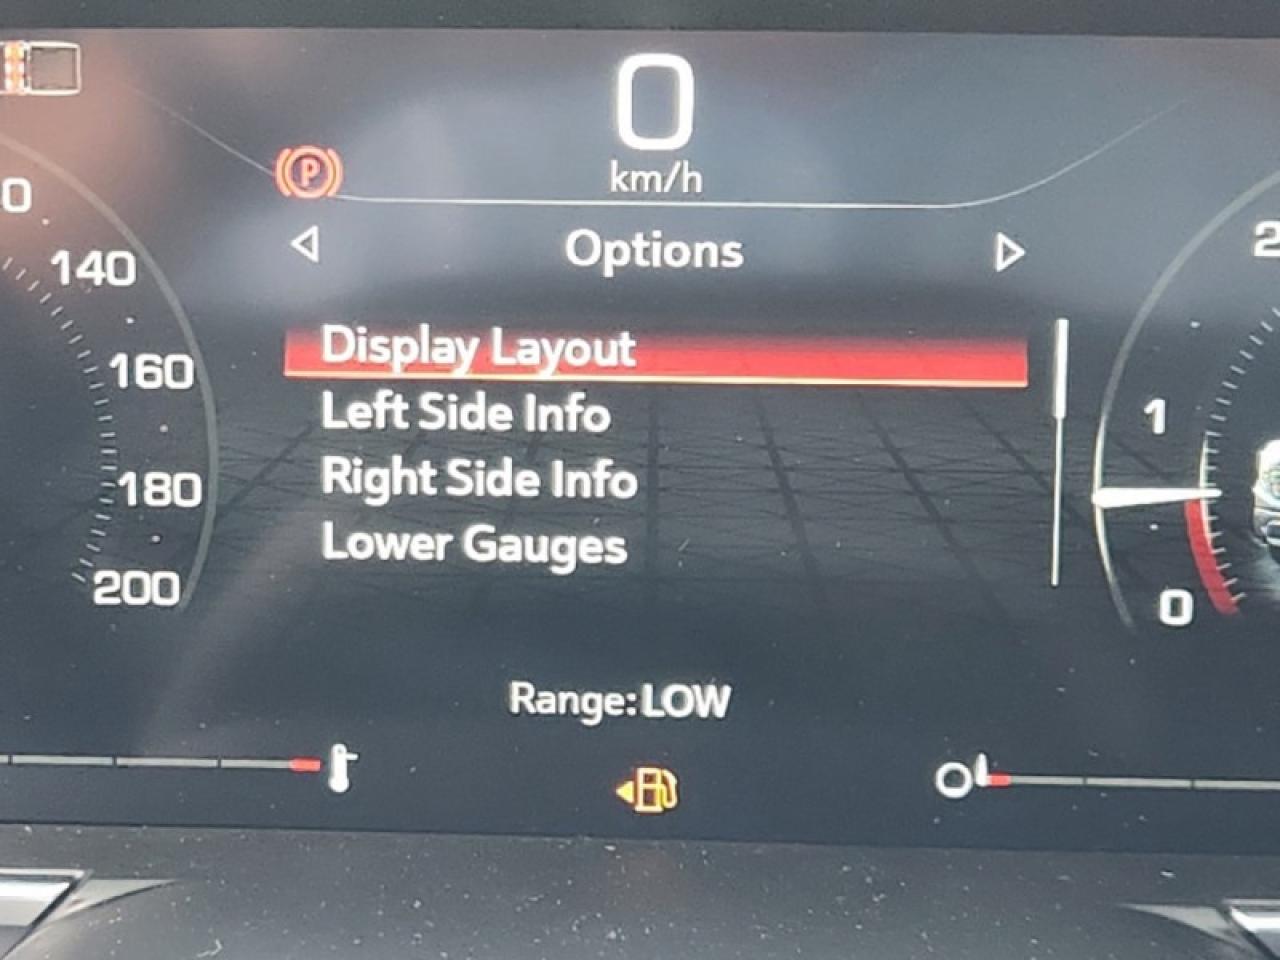 0
km/h
P
Options
140
160
180
200
Display Layout
Left Side Info
Right Side Info
Lower Gauges
2
1
0
Range:LOW